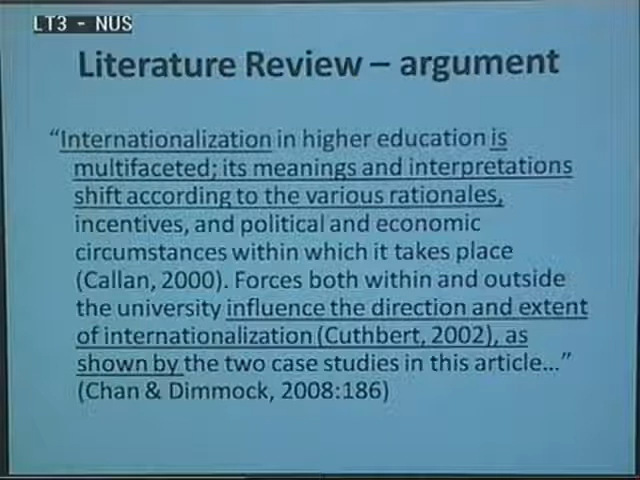 LT3 - NUS
Literature Review – argument
“Internationalization in higher education is
multifaceted; its meanings and interpretations
shift according to the various rationales,
incentives, and political and economic
circumstances within which it takes place
(Callan, 2000). Forces both within and outside
the university influence the direction and extent
of internationalization (Cuthbert, 2002), as
shown by the two case studies in this article…”
(Chan & Dimmock, 2008:186)